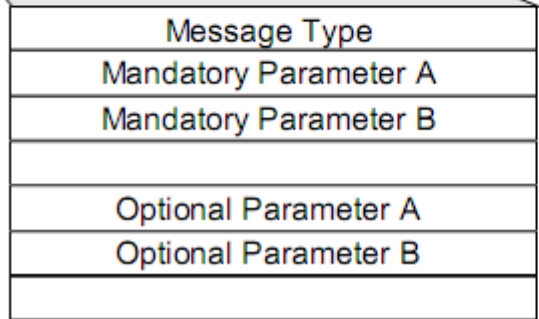 Message Type
Mandatory Parameter A
Mandatory Parameter B
Optional Parameter A
Optional Parameter B